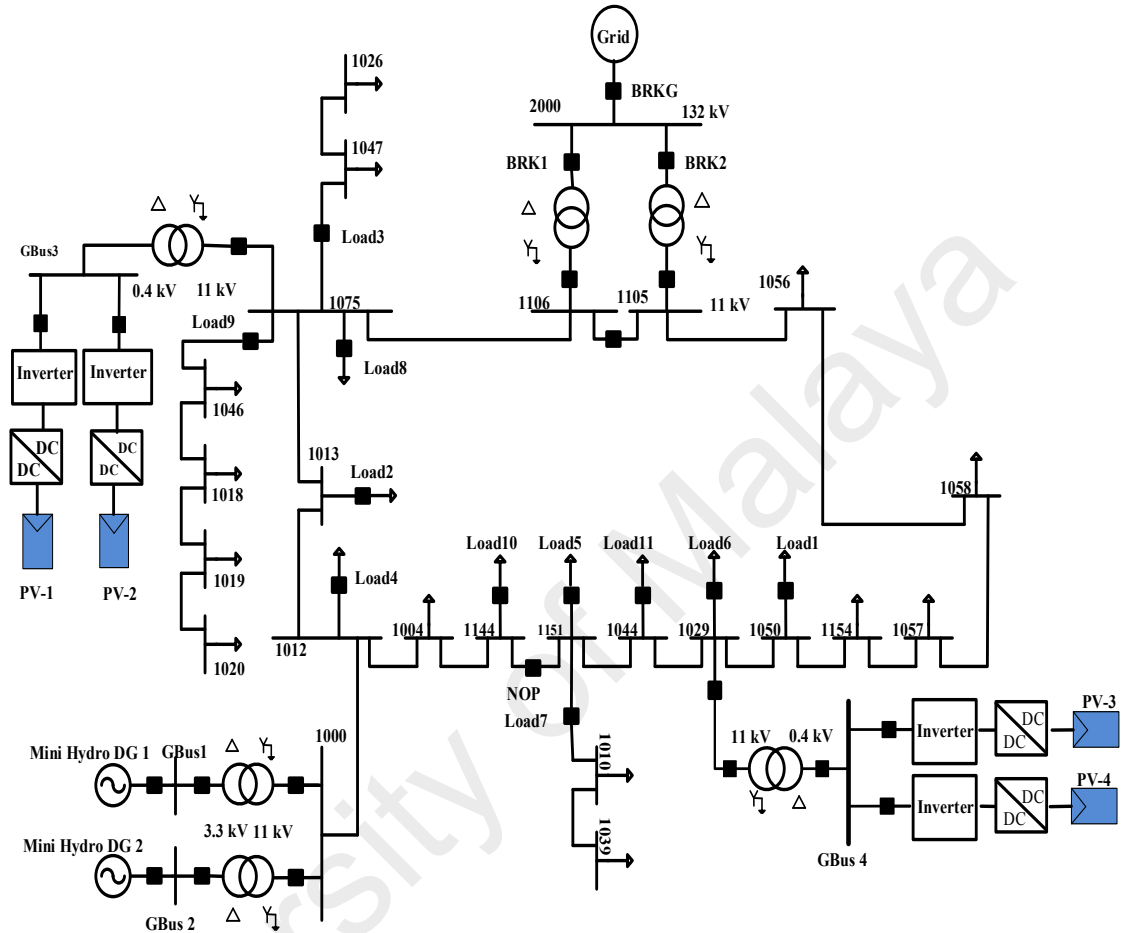 Grid
BRKG
2000
132 kV
BRK1
BRK2
Δ
Δ
Y
Y
1106
1105
11 kV
1026
1047
Load3
Δ
Y
GBus3
0.4 kV
11 kV
1075
Load9
Load8
Inverter
Inverter
DC
DC
DC
DC
PV-1
PV-2
1046
1018
1019
1020
1013
Load2
Load4
1012
1056
1058
Load10
Load5
Load11
Load6
Load1
1004
1144
1151
1044
1029
1050
1154
1057
NOP
Load7
1010
1039
1000
Mini Hydro DG 1
GBus1
Δ
Y
3.3 kV
11 kV
Mini Hydro DG 2
GBus 2
Δ
Y
11 kV
0.4 kV
Y
Δ
GBus 4
Inverter
DC
DC
PV-3
Inverter
DC
DC
PV-4
University of Malaya